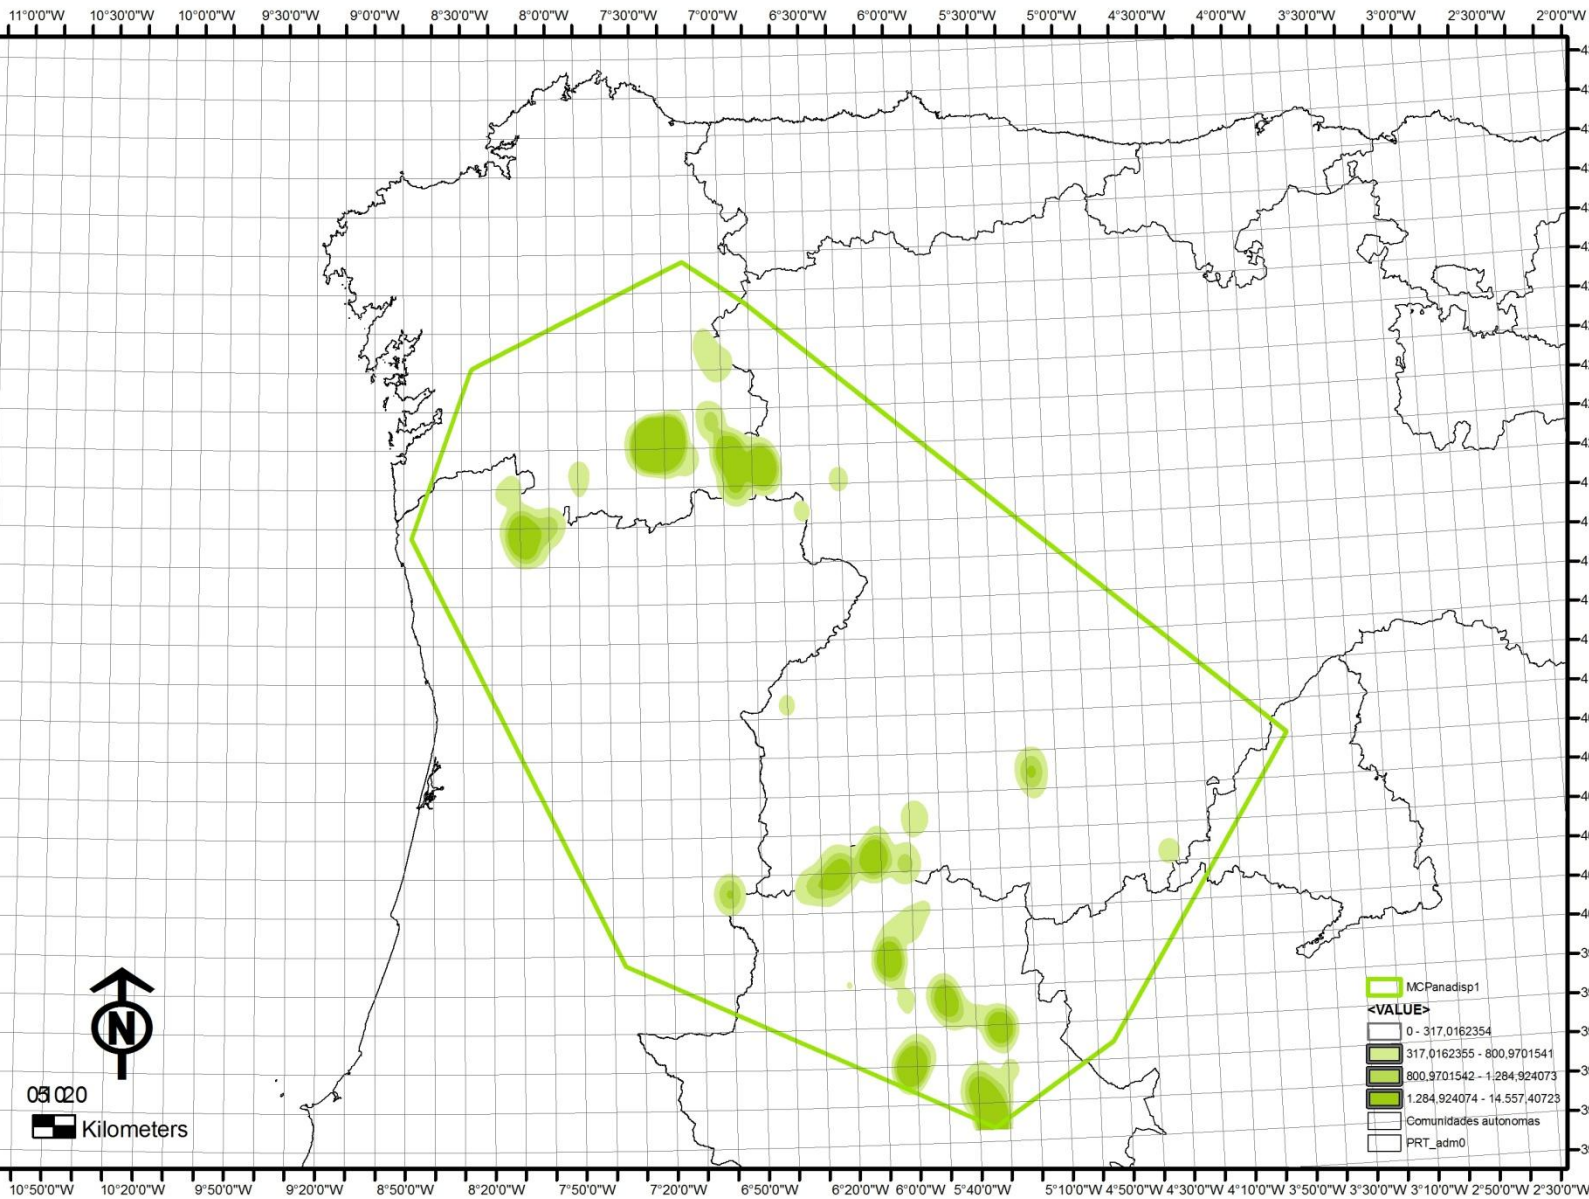 11°0'0"W 10°30'0"W 10°0'0"W 9°30'0"W 9°0'0"W 8°30'0"W 8°0'0"W 7°30'0"W 7°0'0"W 6°30'0"W 6°0'0"W 5°30'0"W 5°0'0"W 4°30'0"W 4°0'0"W 3°30'0"W 3°0'0"W 2°30'0"W 2°0'0"W
N
Kilometers
MCPanadisp1
<VALUE>
0 - 317,0162354
317,0162355 - 800,9701541
800,9701542 - 1.284,924073
1.284,924074 - 14.557,40723
Comunidades autonomas
PRT_adm0
10°50'0"W 10°20'0"W 9°50'0"W 9°20'0"W 8°50'0"W 8°20'0"W 7°50'0"W 7°20'0"W 6°50'0"W 6°20'0"W 6°0'0"W 5°40'0"W 5°10'0"W 4°50'0"W 4°30'0"W 4°10'0"W 3°50'0"W 3°30'0"W 3°10'0"W 2°50'0"W 2°30'0"W